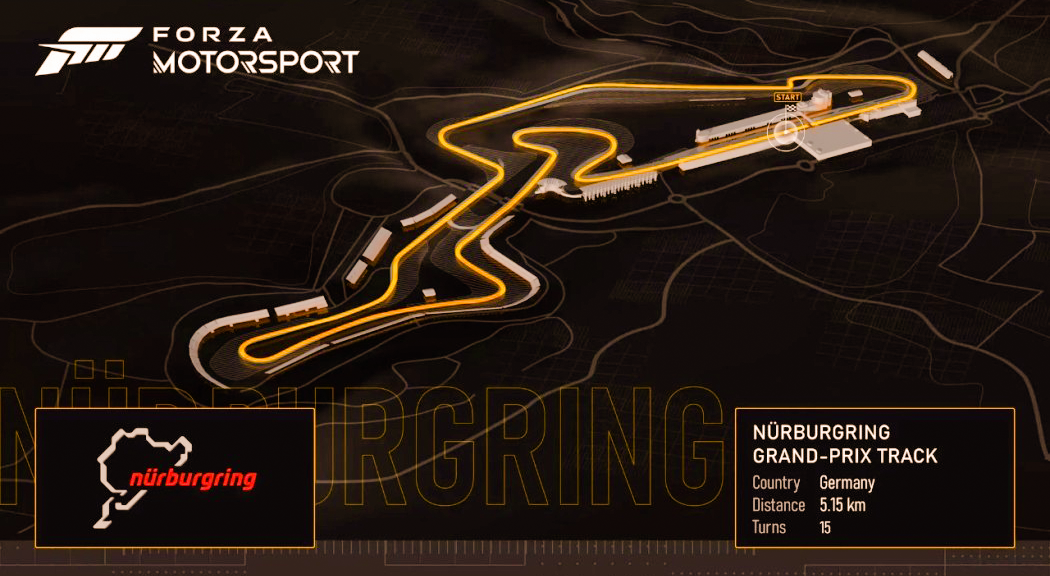 FORZA
MOTORSPORT
START
NÜRBURGRING
nürburgring
NÜRBURGRING
GRAND-PRIX TRACK
Country Germany
Distance 5.15 km
Turns 15